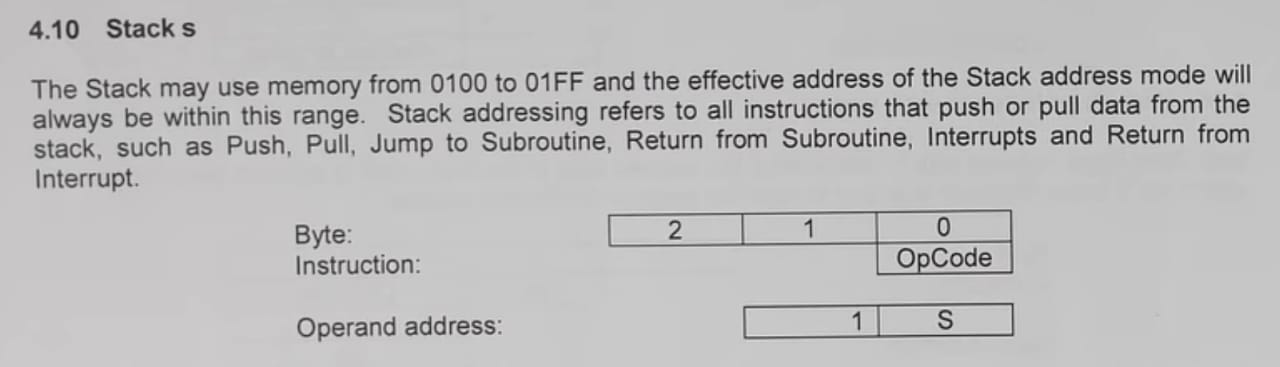 4.10 Stack s
The Stack may use memory from 0100 to 01FF and the effective address of the Stack address mode will
always be within this range. Stack addressing refers to all instructions that push or pull data from the
stack, such as Push, Pull, Jump to Subroutine, Return from Subroutine, Interrupts and Return from
Interrupt.
Byte: 2 1 0
Instruction: OpCode
Operand address: 1 S